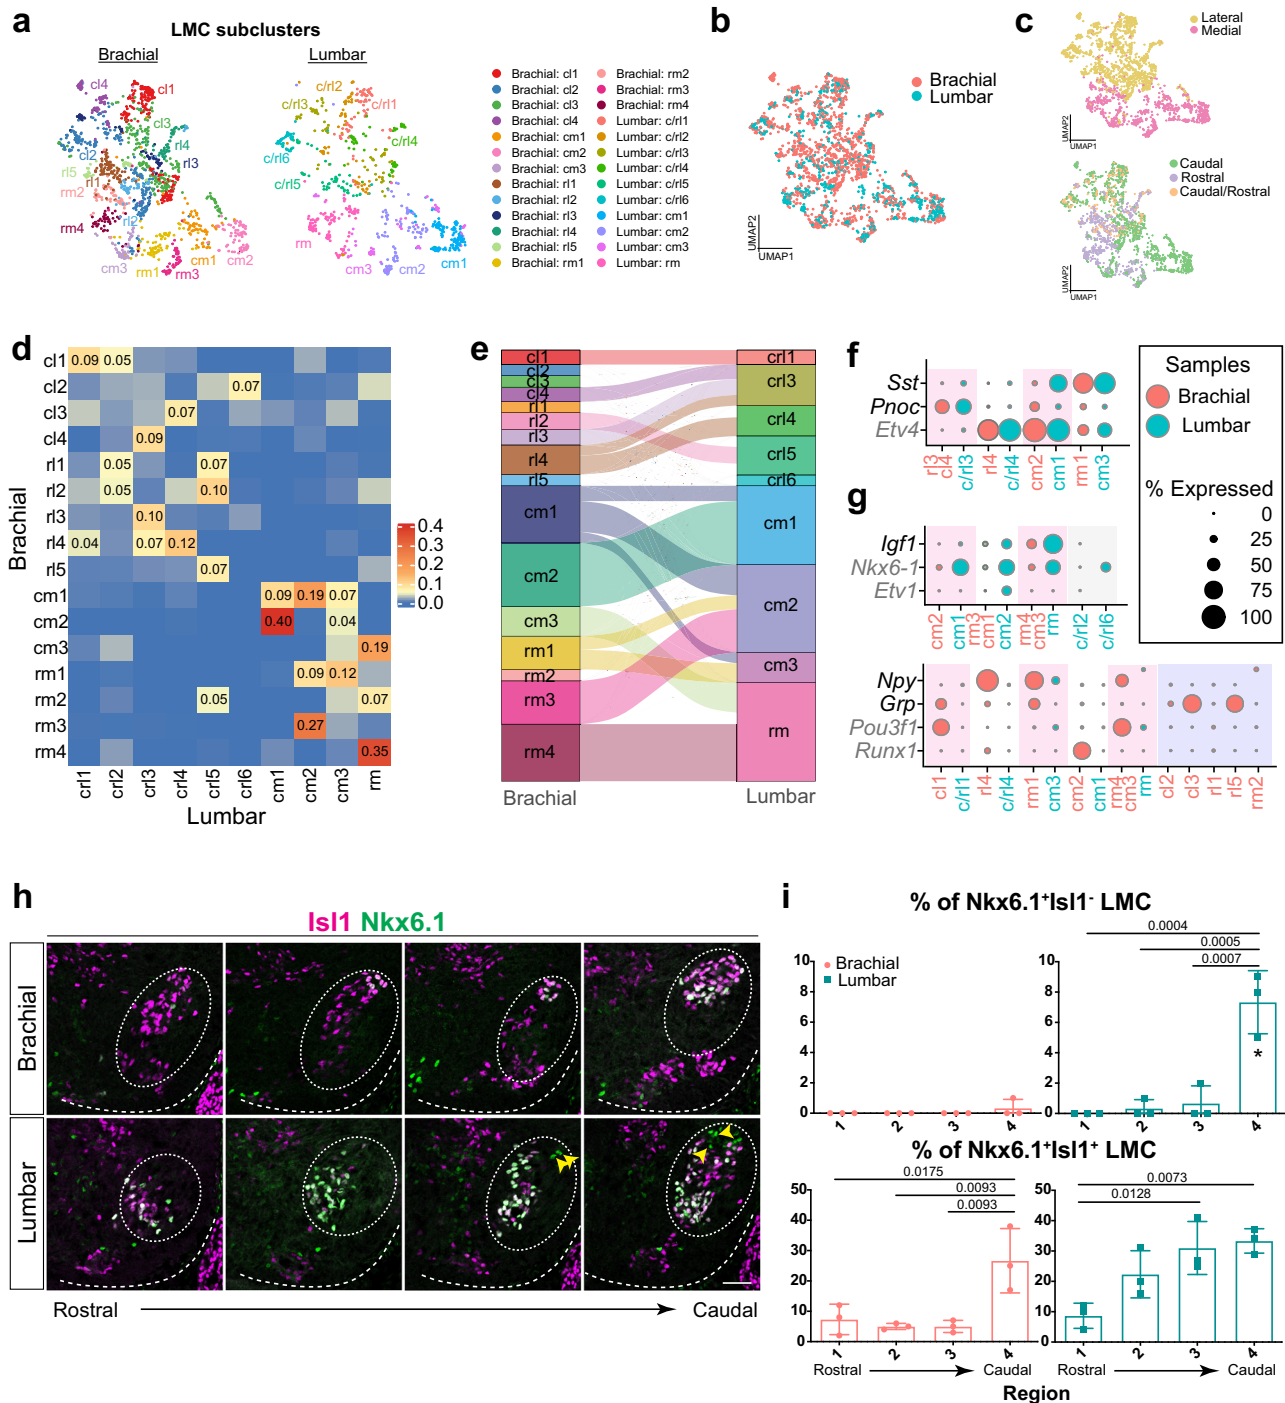 a
LMC subclusters
Brachial
Lumbar
cl4
cl1
cl3
rl4
cl2
rl3
rl5
rl1
rm2
rl2
rm4
cm3
rm1
rm3
cm1
cm2
c/rl2
c/rl3
c/rl1
c/rl4
c/rl6
c/rl5
rm
cm3
cm2
cm1
Brachial: cl1
Brachial: cl2
Brachial: cl3
Brachial: cl4
Brachial: cm1
Brachial: cm2
Brachial: cm3
Brachial: rl1
Brachial: rl2
Brachial: rl3
Brachial: rl4
Brachial: rl5
Brachial: rm1
Brachial: rm2
Brachial: rm3
Brachial: rm4
Lumbar: c/rl1
Lumbar: c/rl2
Lumbar: c/rl3
Lumbar: c/rl4
Lumbar: c/rl5
Lumbar: c/rl6
Lumbar: cm1
Lumbar: cm2
Lumbar: cm3
Lumbar: rm
b
Brachial
Lumbar
UMAP2
UMAP1
c
Lateral
Medial
UMAP2
UMAP1
Caudal
Rostral
Caudal/Rostral
UMAP2
UMAP1
d
Brachial
cl1 0.09 0.05
cl2 0.07
cl3 0.07
cl4 0.09
rl1 0.05 0.07
rl2 0.05 0.10
rl3 0.10
rl4 0.04 0.07 0.12
rl5 0.07
cm1 0.09 0.19 0.07
cm2 0.40 0.04
cm3 0.19
rm1 0.09 0.12
rm2 0.05 0.07
rm3 0.27
rm4 0.35
crl1 crl2 crl3 crl4 crl5 crl6 cm1 cm2 cm3 rm
Lumbar
0.4
0.3
0.2
0.1
0.0
e
cl1
cl2
cl3
cl4
rl1
rl2
rl3
rl4
rl5
cm1
cm2
cm3
rm1
rm2
rm3
rm4
Brachial
crl1
crl3
crl4
crl5
crl6
cm1
cm2
cm3
rm
Lumbar
f
Sst
Pnoc
Etv4
rl3 cl4 c/rl3 rl4 c/rl4 cm2 cm1 rm1 cm3
Samples
Brachial
Lumbar
% Expressed
0
25
50
75
100
g
Igf1
Nkx6-1
Etv1
cm2 cm1 rm3 cm1 cm2 rm4 cm3 rm c/rl2 c/rl6
Npy
Grp
Pou3f1
Runx1
cl1 c/rl1 rl4 c/rl4 rm1 cm3 cm2 cm1 rm4 cm3 rm cl2 cl3 rl1 rl5 rm2
h
Isl1 Nkx6.1
Brachial
Lumbar
Rostral
Caudal
i
% of Nkx6.1+Isl1- LMC
0.0004
0.0005
0.0007
10
8
6
4
2
0
Brachial
Lumbar
1 2 3 4
10
8
6
4
2
0
*
1 2 3 4
% of Nkx6.1+Isl1+ LMC
0.0175
0.0093
0.0093
50
40
30
20
10
0
1 2 3 4
Rostral
Caudal
0.0073
0.0128
50
40
30
20
10
0
1 2 3 4
Rostral
Caudal
Region